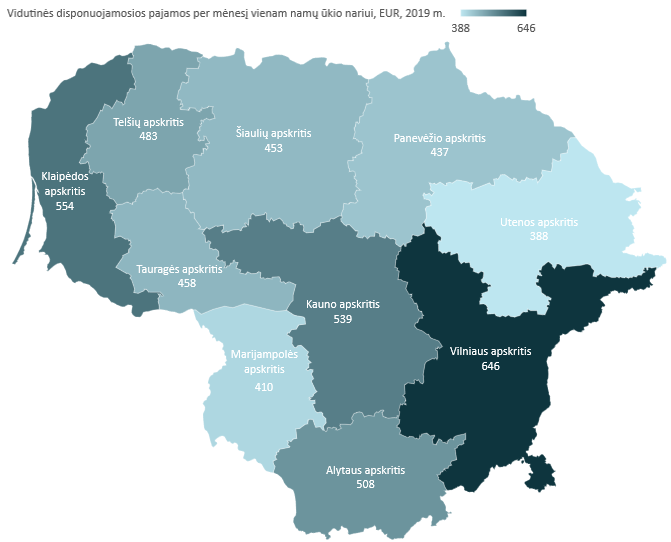 Vidutinės disponuojamosios pajamos per mėnesį vienam namų ūkio nariui, EUR, 2019 m.
388
646
Telšių apskritis
483
Šiaulių apskritis
453
Panevėžio apskritis
437
Klaipėdos
apskritis
554
Utenos apskritis
388
Tauragės apskritis
458
Kauno apskritis
539
Vilniaus apskritis
646
Marijampolės
apskritis
410
Alytaus apskritis
508